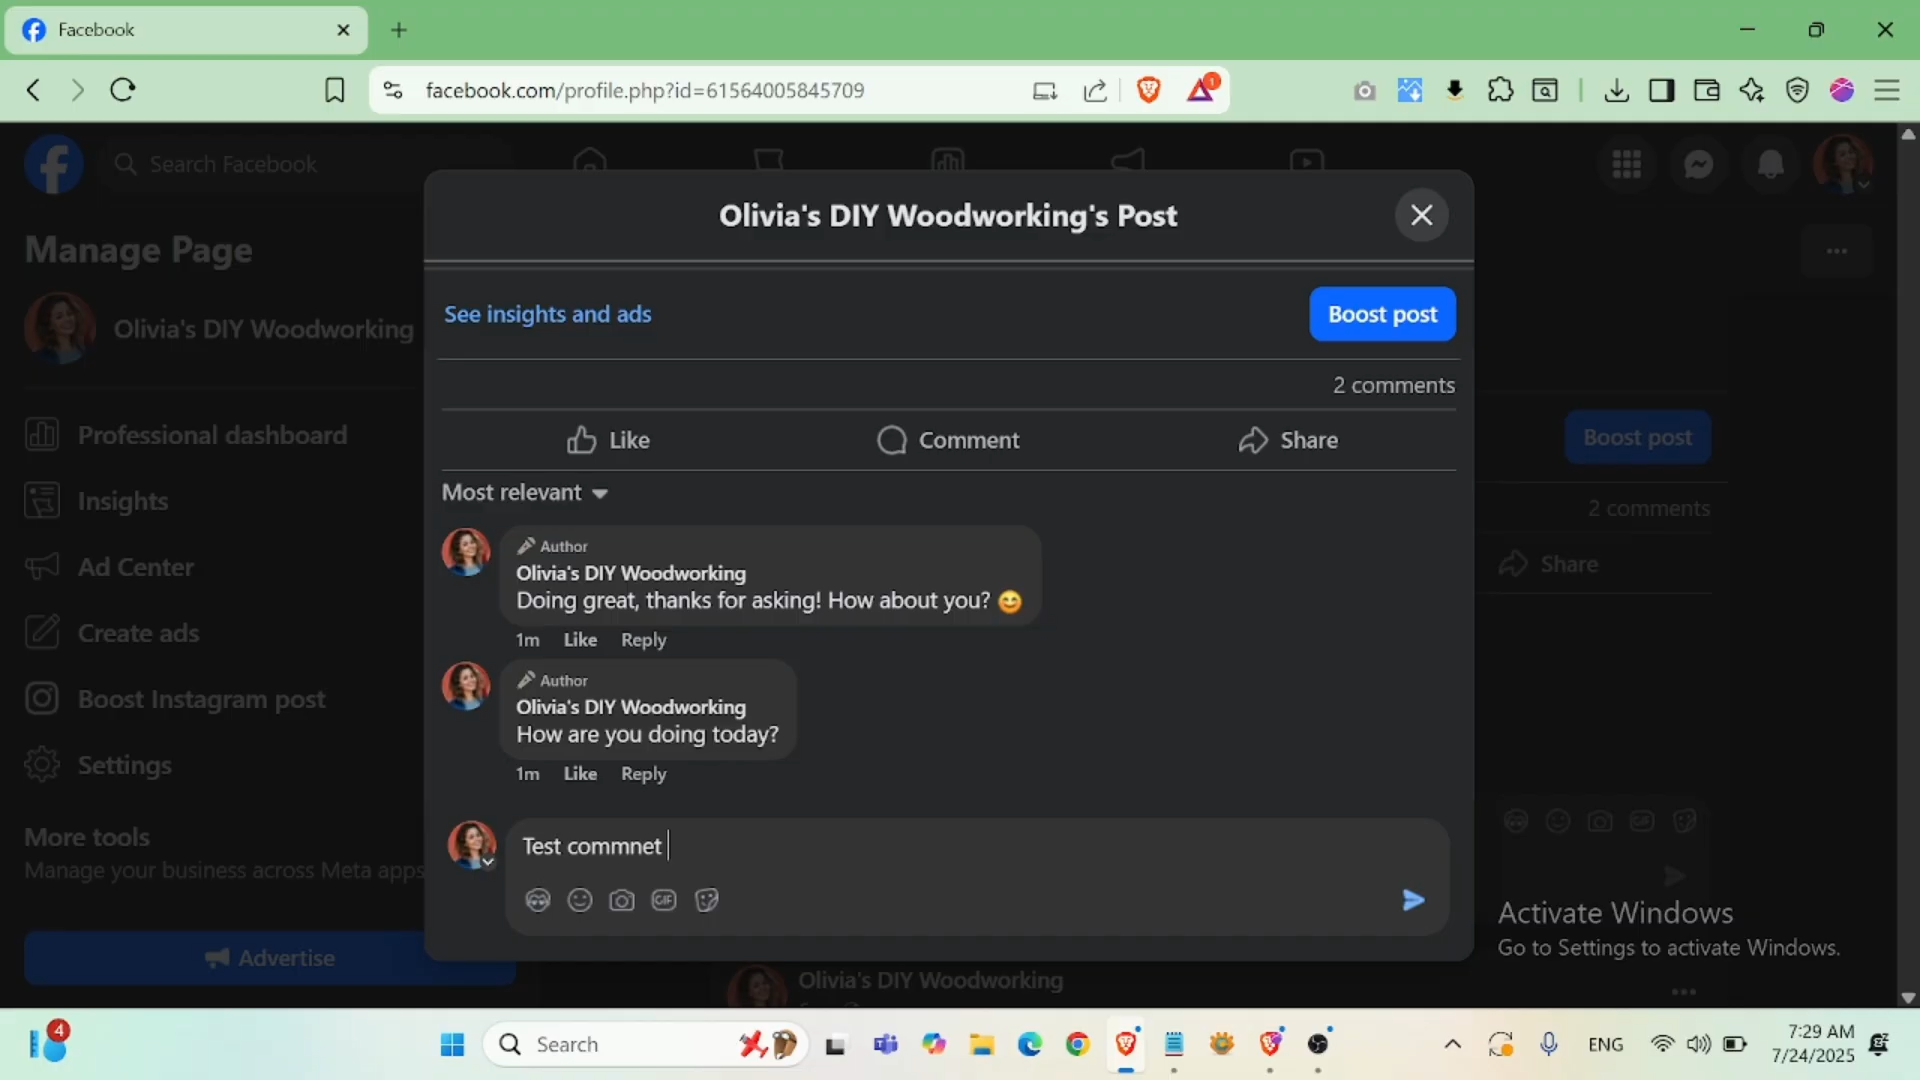 Facebook
facebook.com/profile.php?id=61564005845709
1
Search Facebook
Manage Page
Olivia's DIY Woodworking
Professional dashboard
Insights
Ad Center
Create ads
Boost Instagram post
Settings
More tools
Manage your business across Meta apps
Advertise
Olivia's DIY Woodworking's Post
See insights and ads
Boost post
2 comments
Like
Comment
Share
Most relevant
Author
Olivia's DIY Woodworking
Doing great, thanks for asking! How about you? 😊
1m Like Reply
Author
Olivia's DIY Woodworking
How are you doing today?
1m Like Reply
Test commnet
GIF
Boost post
2 comments
Share
GIF
Activate Windows
Go to Settings to activate Windows.
Olivia's DIY Woodworking
4
Search
ENG
7:29 AM
7/24/2025